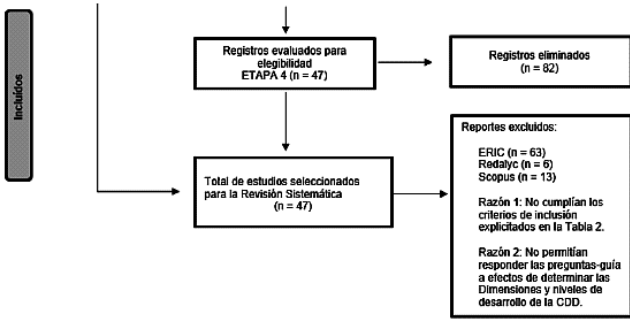 Incluídos
Registros evaluados para
elegibilidad
ETAPA 4 (n = 47)
Registros eliminados
(n = 82)
Total de estudios seleccionados
para la Revisión Sistemática
(n = 47)
Reportes excluidos:
ERIC (n = 63)
Redalyc (n = 6)
Scopus (n = 13)
Razón 1: No cumplían los
criterios de inclusión
explicitados en la Tabla 2.
Razón 2: No permitían
responder las preguntas-guía
a efectos de determinar las
Dimensiones y niveles de
desarrollo de la CDD.